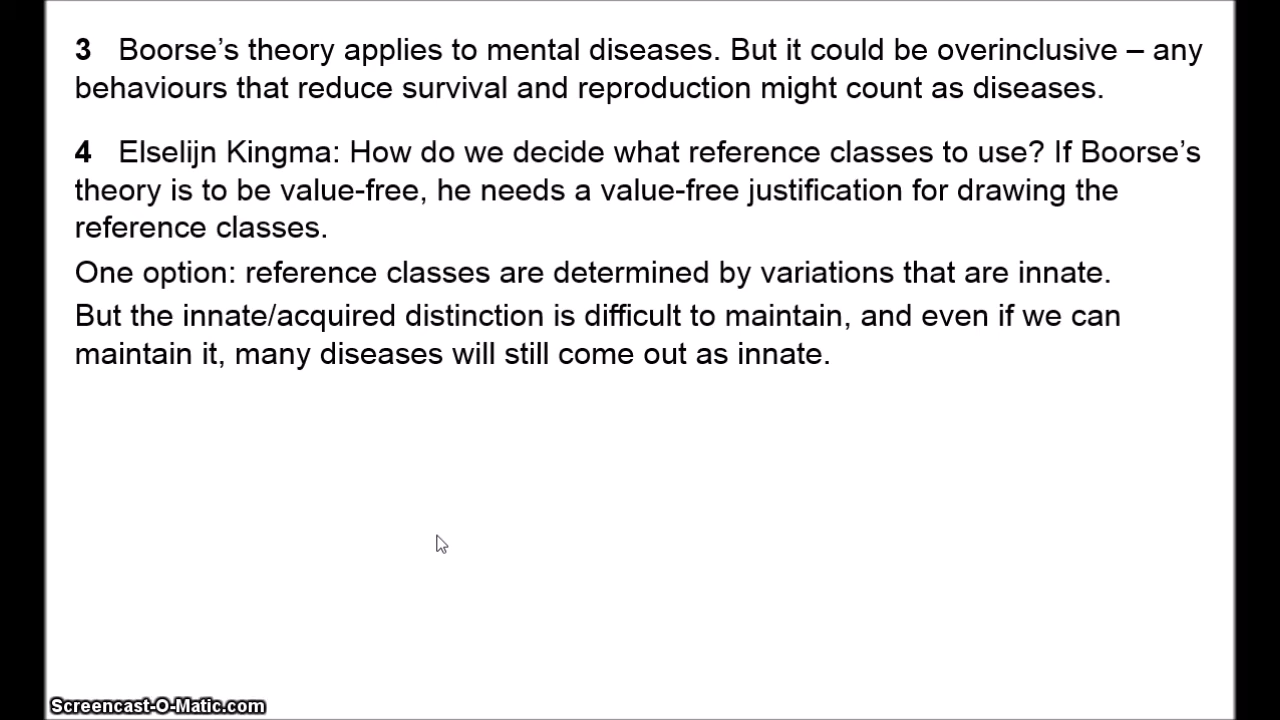 3 Boorse’s theory applies to mental diseases. But it could be overinclusive – any
behaviours that reduce survival and reproduction might count as diseases.
4 Elselijn Kingma: How do we decide what reference classes to use? If Boorse’s
theory is to be value-free, he needs a value-free justification for drawing the
reference classes.
One option: reference classes are determined by variations that are innate.
But the innate/acquired distinction is difficult to maintain, and even if we can
maintain it, many diseases will still come out as innate.
Screencast-O-Matic.com